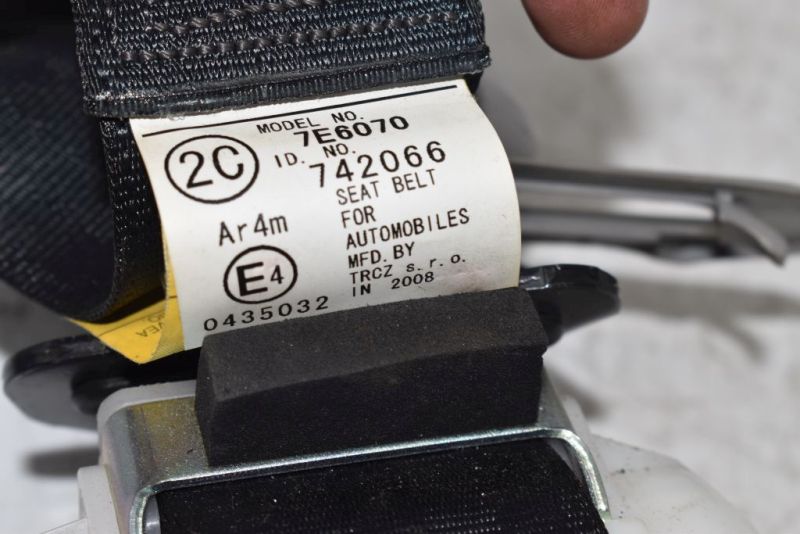 MODEL NO.
7E6070
2C
ID. NO.
742066
SEAT BELT
FOR
AUTOMOBILES
MFD. BY
TRCZ s.r.o.
IN 2008
Ar4m
E4
0435032